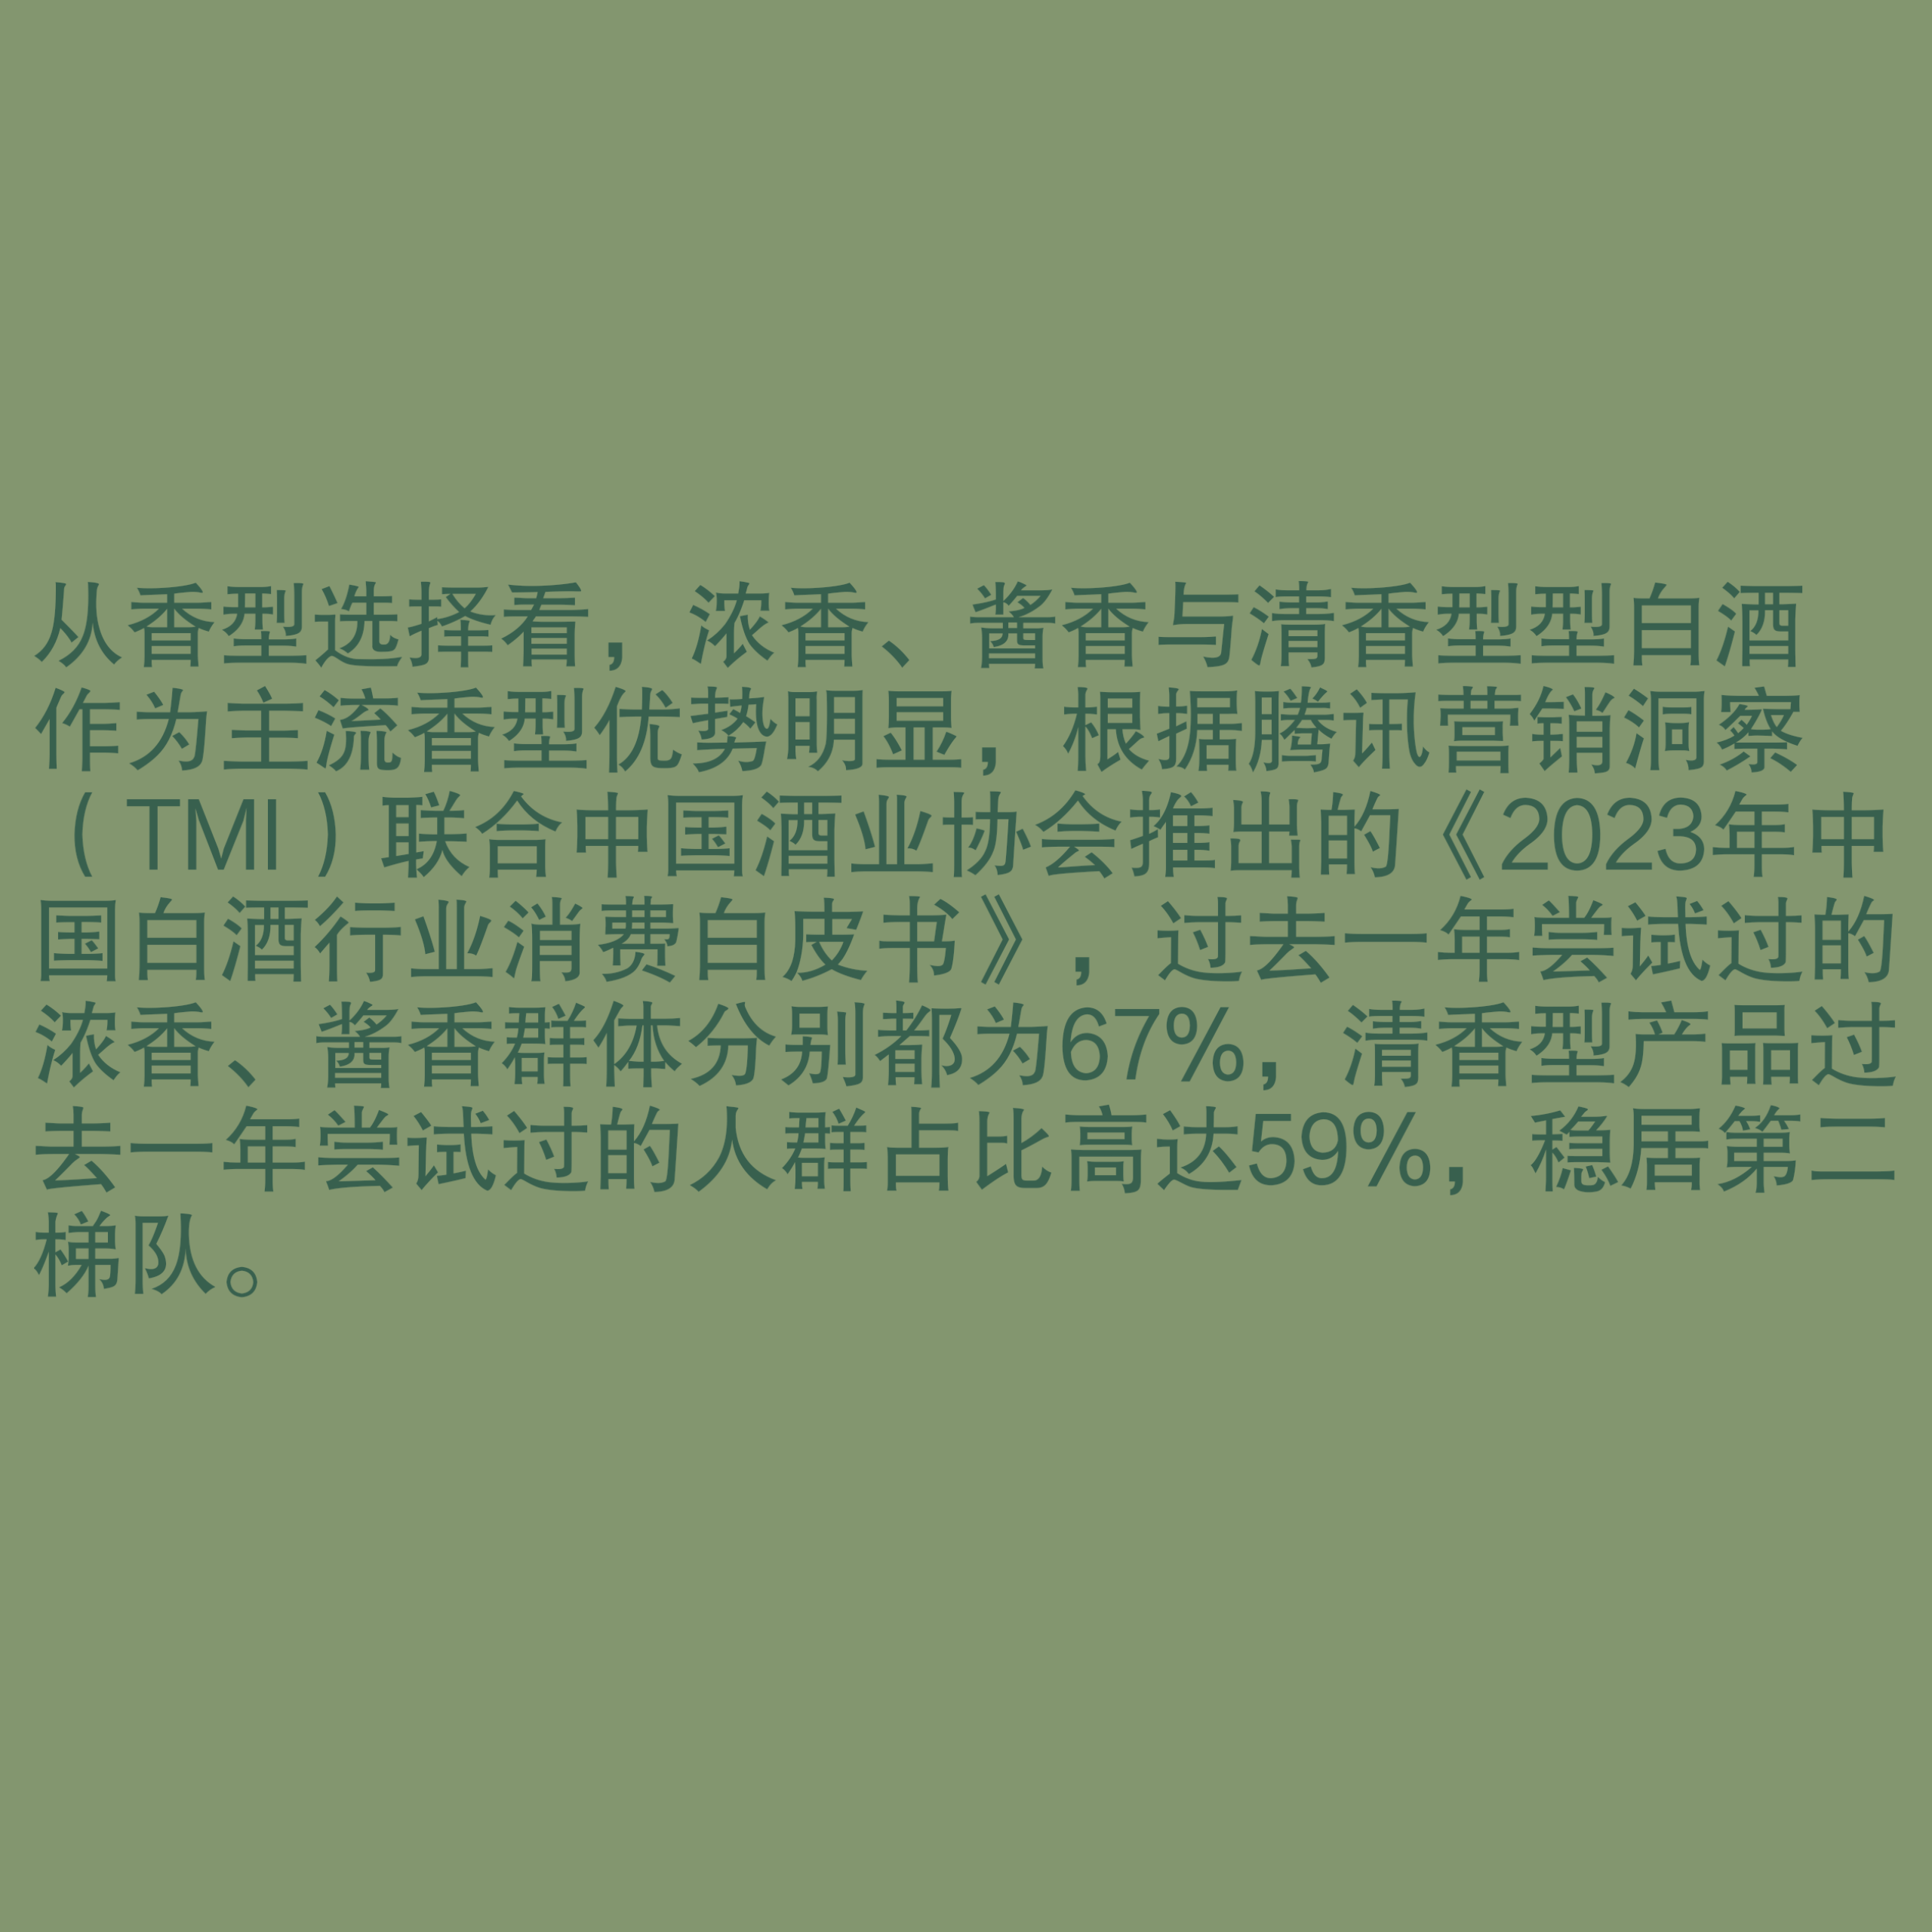 从香型选择看，浓香、酱香与清香型型白酒
作为主流香型优势明显，根据腾讯营销洞察
(TMI）联合中国酒业协会推出的《2023年中
国白酒行业消费白皮书》，过去一年尝试过的
浓香、酱香群体分别超67%，清香型产品过
去一年尝试过的人群占比高达59%，稳居第二
梯队。